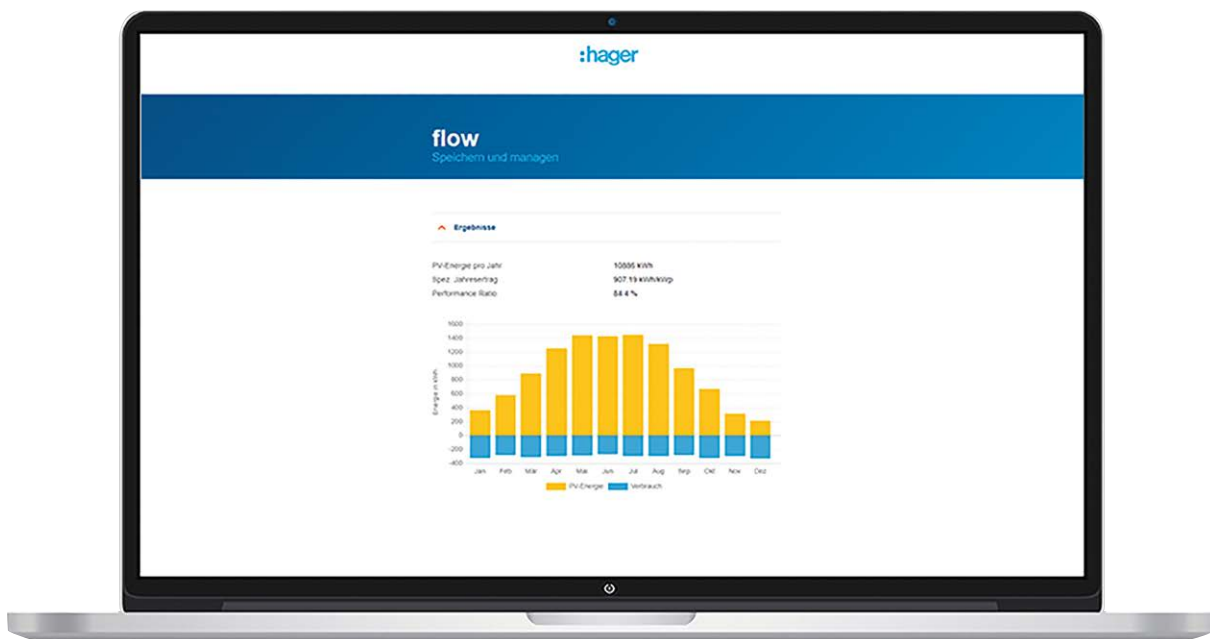 :hager
flow
Speichern und managen
Ergebnisse
PV-Energie pro Jahr 10886 kWh
Spez. Jahresertrag 907.19 kWh/kWp
Performance Ratio 84.4 %
1600
1400
1200
1000
800
600
400
200
0
-200
-400
Energie in kWh
Jan Feb Mär Apr Mai Jun Jul Aug Sep Okt Nov Dez
PV-Energie Verbrauch